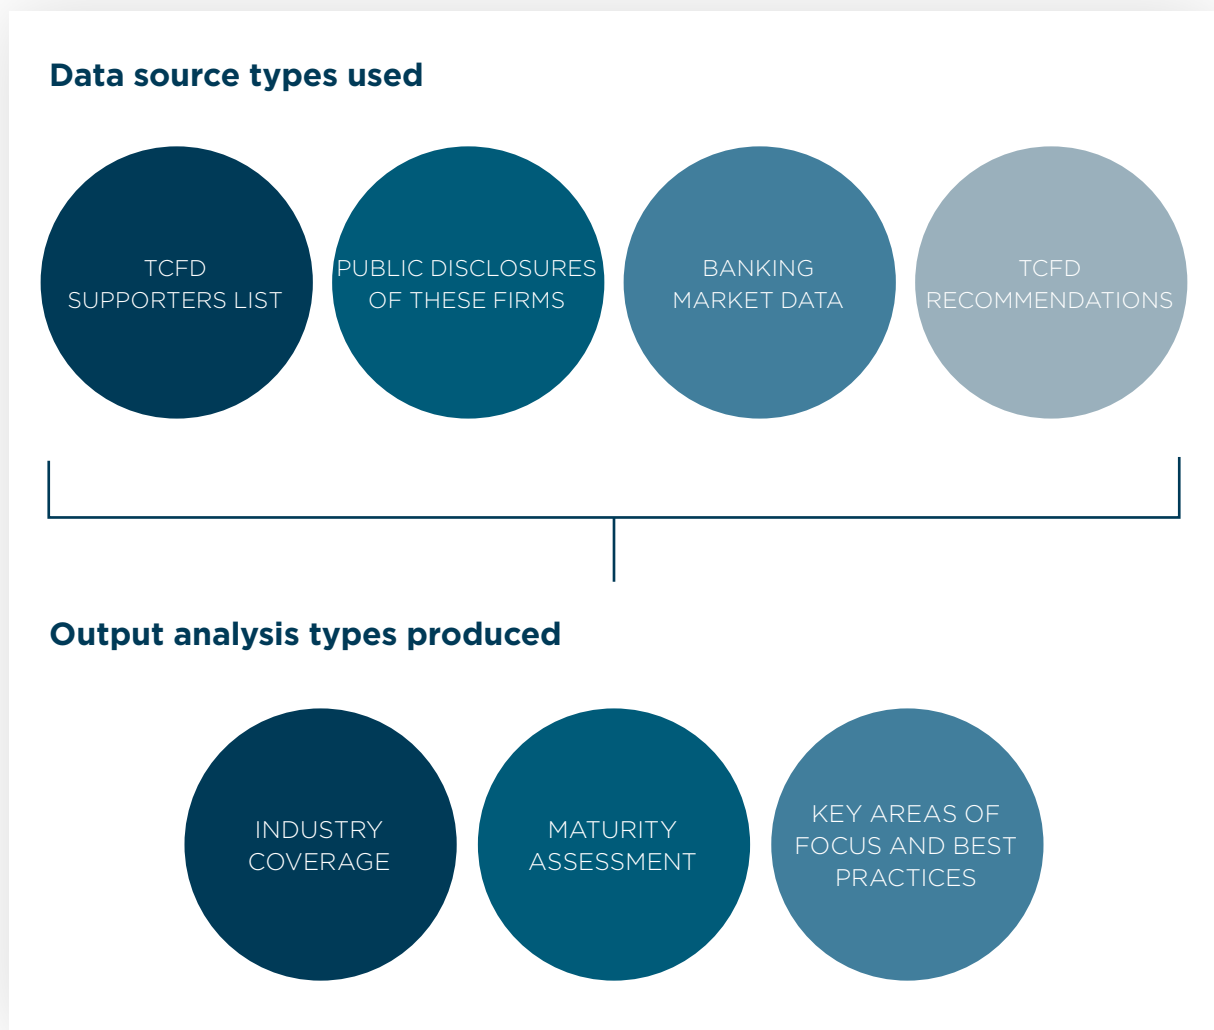 Data source types used
TCFD
SUPPORTERS LIST
PUBLIC DISCLOSURES
OF THESE FIRMS
BANKING
MARKET DATA
TCFD
RECOMMENDATIONS
Output analysis types produced
INDUSTRY
COVERAGE
MATURITY
ASSESSMENT
KEY AREAS OF
FOCUS AND BEST
PRACTICES